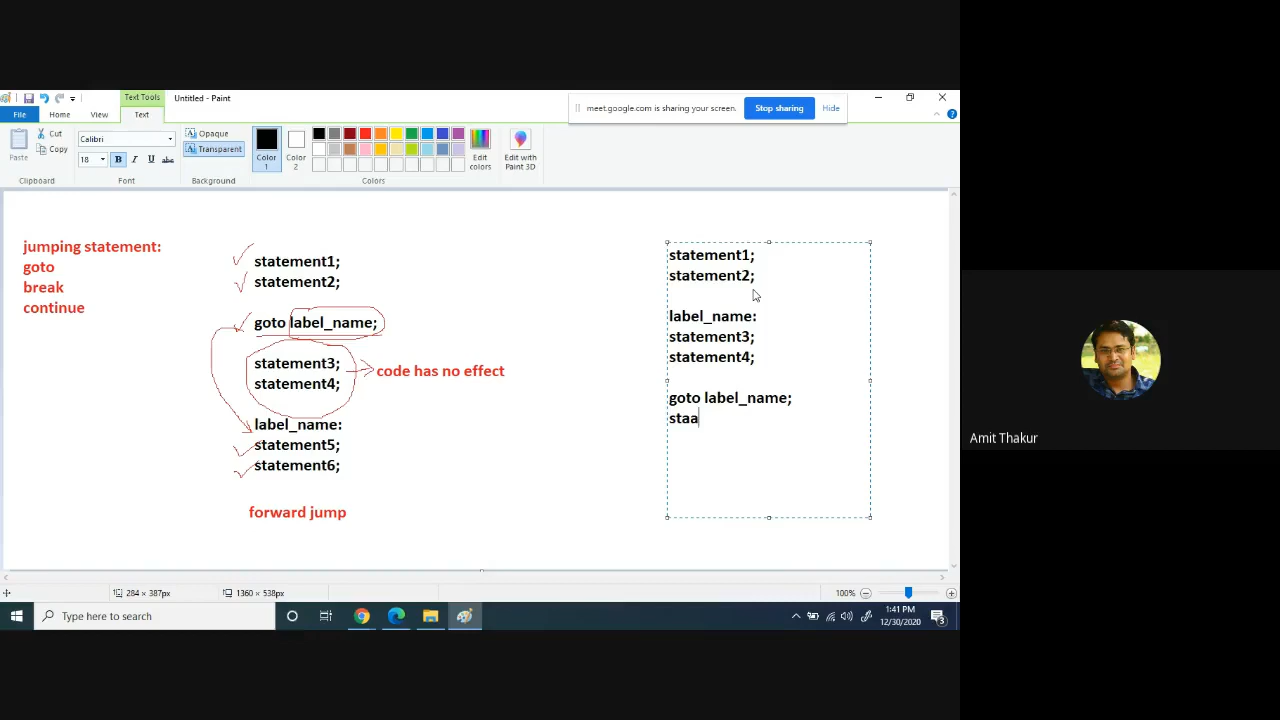 Text Tools
Untitled - Paint
meet.google.com is sharing your screen.
Stop sharing
Hide
File
Home
View
Text
Paste
Cut
Copy
Clipboard
Calibri
18
B
I
U
abc
Font
Opaque
Transparent
Background
Color 1
Color 2
Edit colors
Colors
Edit with Paint 3D
jumping statement:
goto
break
continue
statement1;
statement2;
goto label_name;
statement3;
statement4;
code has no effect
label_name:
statement5;
statement6;
forward jump
statement1;
statement2;
label_name:
statement3;
statement4;
goto label_name;
staa
Amit Thakur
284 × 387px
1360 × 538px
100%
Type here to search
1:41 PM
12/30/2020
3